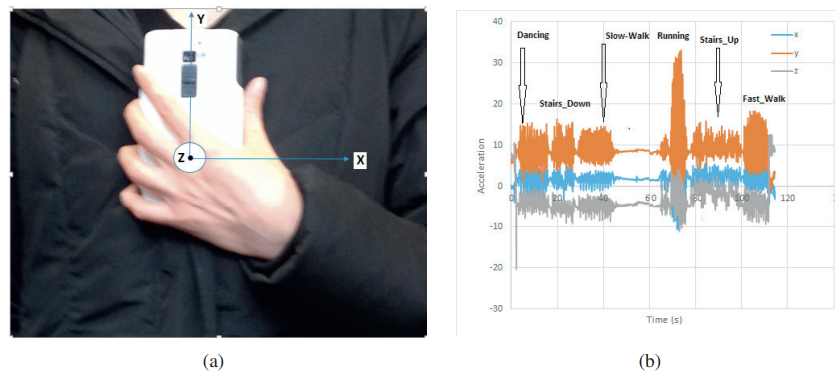 Y
Z
X
(a)
40
30
20
10
0
-10
-20
-30
Acceleration
Dancing
Slow-Walk
Running
Stairs_Up
Stairs_Down
Fast_Walk
x
y
z
0
20
40
60
80
100
120
Time (s)
(b)